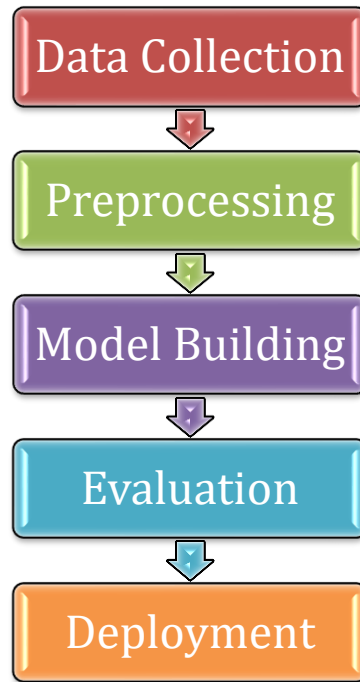 Data Collection
Preprocessing
Model Building
Evaluation
Deployment